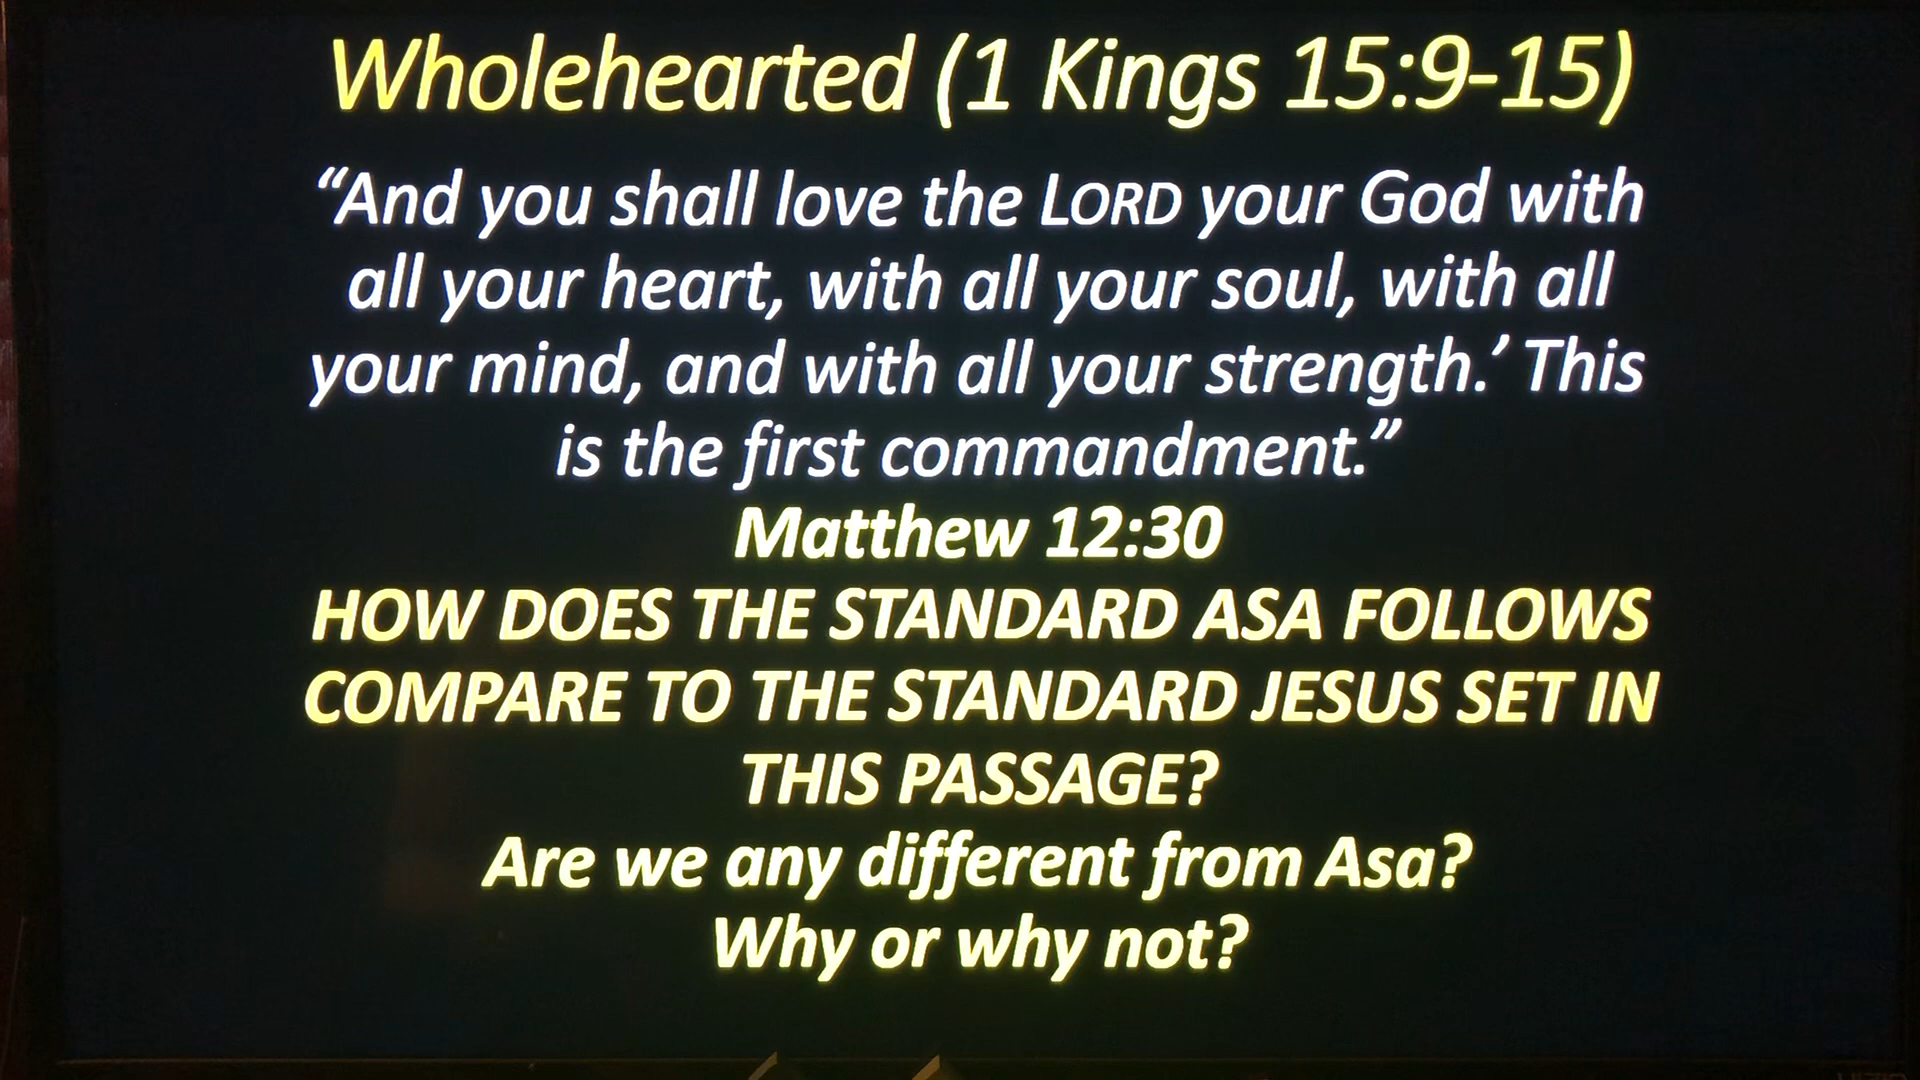 Wholehearted (1 Kings 15:9-15)
“And you shall love the LORD your God with
all your heart, with all your soul, with all
your mind, and with all your strength.’ This
is the first commandment.”
Matthew 12:30
HOW DOES THE STANDARD ASA FOLLOWS
COMPARE TO THE STANDARD JESUS SET IN
THIS PASSAGE?
Are we any different from Asa?
Why or why not?